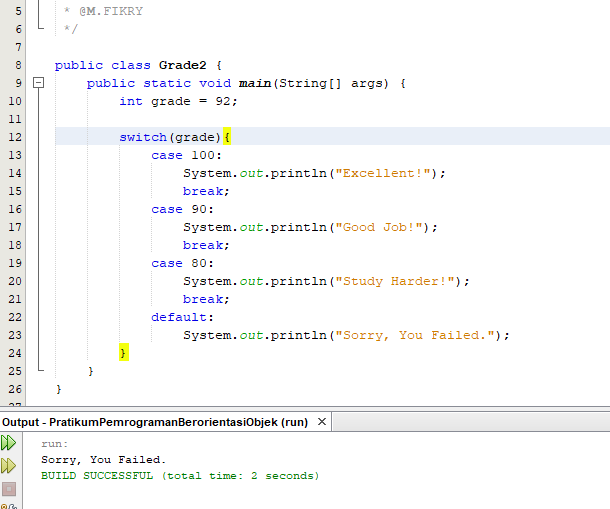 5 * @M.FIKRY
6 */
7
8 public class Grade2 {
9 public static void main(String[] args) {
10 int grade = 92;
11
12 switch(grade){
13 case 100:
14 System.out.println("Excellent!");
15 break;
16 case 90:
17 System.out.println("Good Job!");
18 break;
19 case 80:
20 System.out.println("Study Harder!");
21 break;
22 default:
23 System.out.println("Sorry, You Failed.");
24 }
25 }
26 }
27
Output - PratikumPemrogramanBerorientasiObjek (run) ×
run:
Sorry, You Failed.
BUILD SUCCESSFUL (total time: 2 seconds)